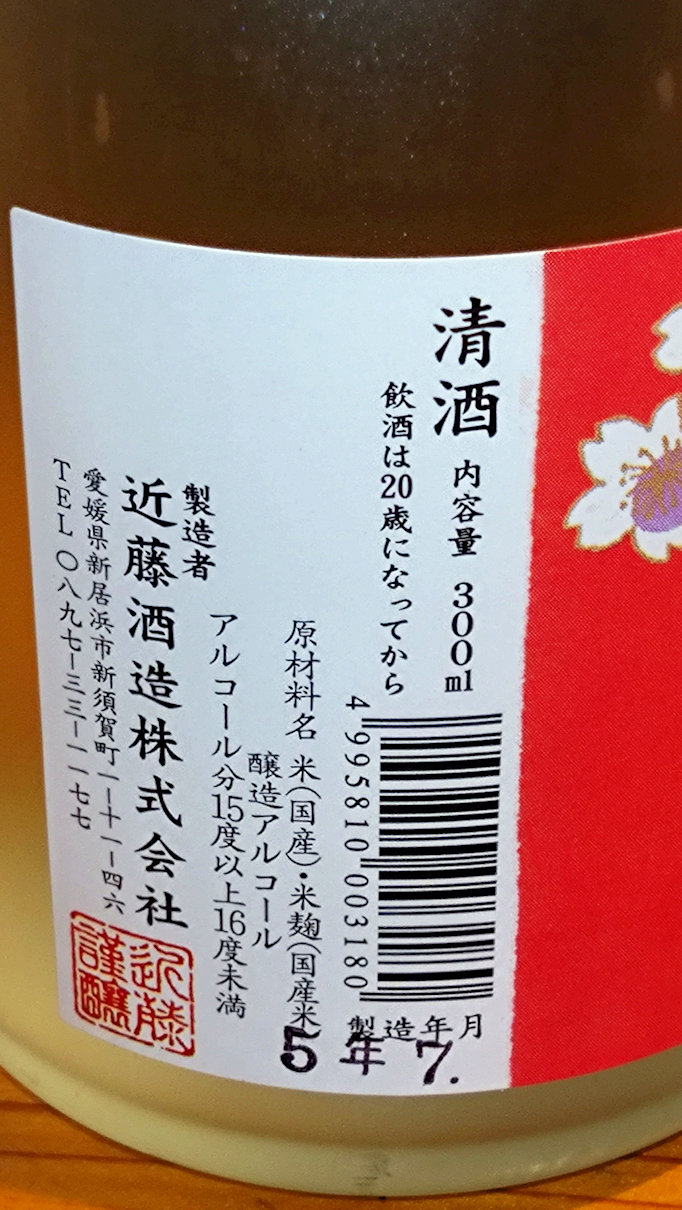 清酒 内容量 300ml
飲酒は20歳になってから
4 995810 003180
製造年月
5年7.
原材料名 米(国産)・米麹(国産米)
醸造アルコール
アルコール分15度以上16度未満
製造者
近藤酒造株式会社
愛媛県新居浜市新須賀町一ー十一ー四六
TEL 〇八九七ー三三ー一一七七
近藤
謹醸